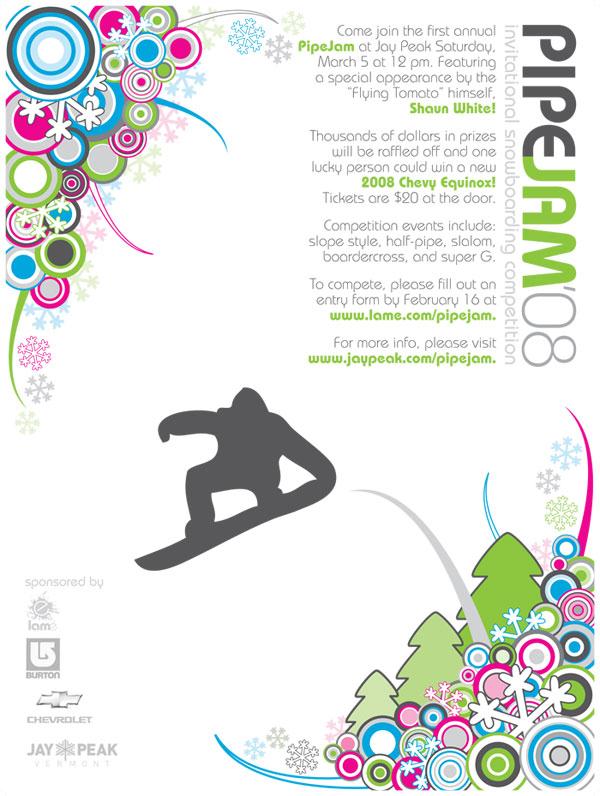 Come join the first annual
PipeJam at Jay Peak Saturday,
March 5 at 12 pm. Featuring
a special appearance by the
"Flying Tomato" himself,
Shaun White!
Thousands of dollars in prizes
will be raffled off and one
lucky person could win a new
2008 Chevy Equinox!
Tickets are $20 at the door.
Competition events include:
slope style, half-pipe, slalom,
boardercross, and super G.
To compete, please fill out an
entry form by February 16 at
www.lame.com/pipejam.
For more info, please visit
www.jaypeak.com/pipejam.
PIPEJAM'08
invitational snowboarding competition
sponsored by
lame
BURTON
CHEVROLET
JAY PEAK
VERMONT